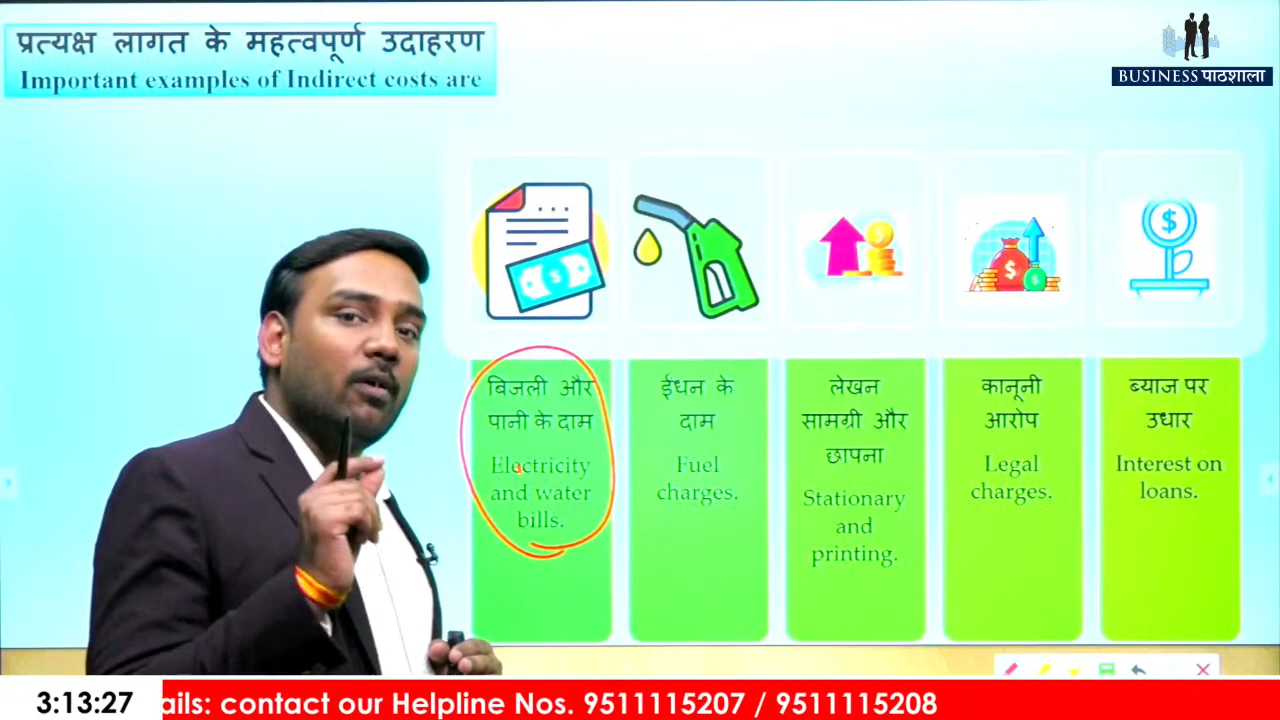 प्रत्यक्ष लागत के महत्वपूर्ण उदाहरण
Important examples of Indirect costs are
BUSINESS पाठशाला
बिजली और
पानी के दाम
Electricity
and water
bills.
ईधन के
दाम
Fuel
charges.
लेखन
सामग्री और
छापना
Stationary
and
printing.
कानूनी
आरोप
Legal
charges.
ब्याज पर
उधार
Interest on
loans.
3:13:27
ails: contact our Helpline Nos. 9511115207 / 9511115208